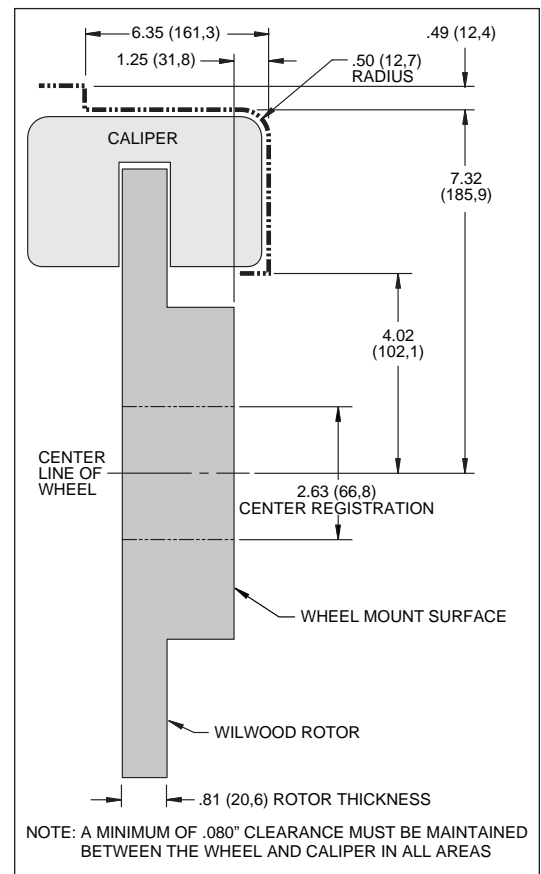 6.35 (161,3)
.49 (12,4)
1.25 (31,8)
.50 (12,7)
RADIUS
CALIPER
7.32
(185,9)
4.02
(102,1)
CENTER
LINE OF
WHEEL
2.63 (66,8)
CENTER REGISTRATION
WHEEL MOUNT SURFACE
WILWOOD ROTOR
.81 (20,6) ROTOR THICKNESS
NOTE: A MINIMUM OF .080" CLEARANCE MUST BE MAINTAINED
BETWEEN THE WHEEL AND CALIPER IN ALL AREAS